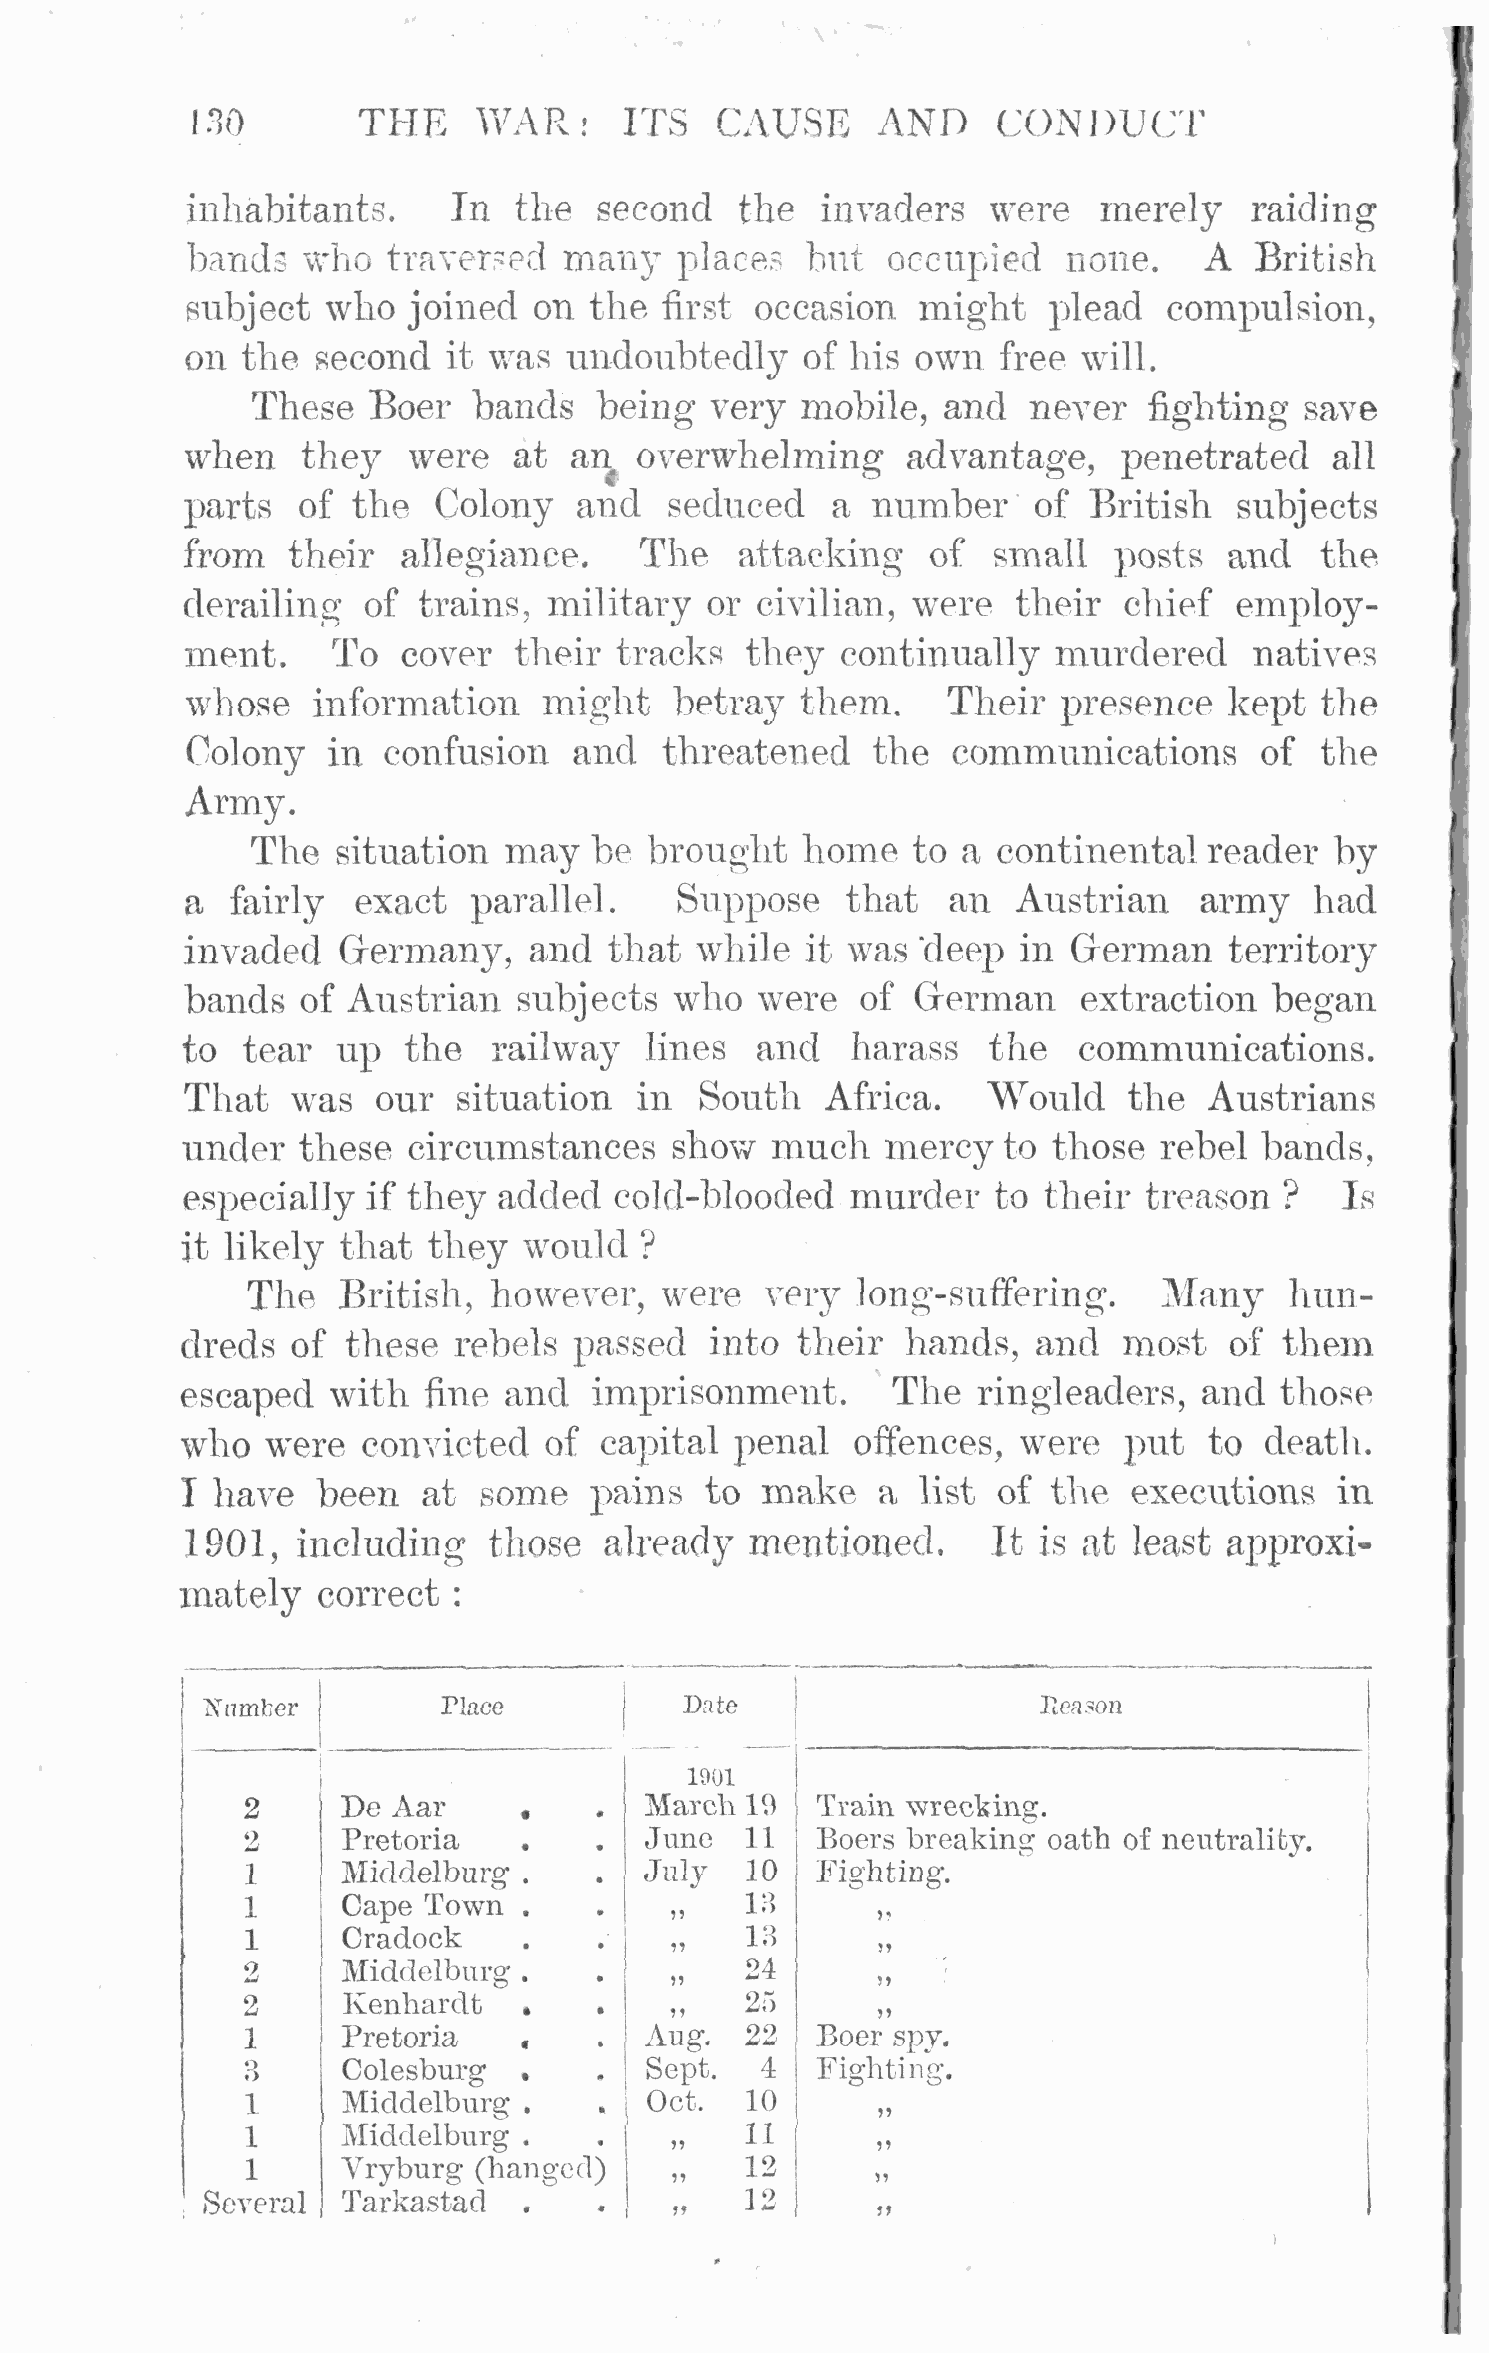 130 THE WAR: ITS CAUSE AND CONDUCT
inhabitants. In the second the invaders were merely raiding
bands who traversed many places but occupied none. A British
subject who joined on the first occasion might plead compulsion,
on the second it was undoubtedly of his own free will.
These Boer bands being very mobile, and never fighting save
when they were at an overwhelming advantage, penetrated all
parts of the Colony and seduced a number of British subjects
from their allegiance. The attacking of small posts and the
derailing of trains, military or civilian, were their chief employ-
ment. To cover their tracks they continually murdered natives
whose information might betray them. Their presence kept the
Colony in confusion and threatened the communications of the
Army.
The situation may be brought home to a continental reader by
a fairly exact parallel. Suppose that an Austrian army had
invaded Germany, and that while it was deep in German territory
bands of Austrian subjects who were of German extraction began
to tear up the railway lines and harass the communications.
That was our situation in South Africa. Would the Austrians
under these circumstances show much mercy to those rebel bands,
especially if they added cold-blooded murder to their treason ? Is
it likely that they would ?
The British, however, were very long-suffering. Many hun-
dreds of these rebels passed into their hands, and most of them
escaped with fine and imprisonment. The ringleaders, and those
who were convicted of capital penal offences, were put to death.
I have been at some pains to make a list of the executions in
1901, including those already mentioned. It is at least approxi-
mately correct :
Number Place Date Reason
1901
2 De Aar . . March 19 Train wrecking.
2 Pretoria . . June 11 Boers breaking oath of neutrality.
1 Middelburg . . July 10 Fighting.
1 Cape Town . . „ 13 „
1 Cradock . . „ 13 „
2 Middelburg . . „ 24 „
2 Kenhardt . . „ 25 „
1 Pretoria . . Aug. 22 Boer spy.
3 Colesburg . . Sept. 4 Fighting.
1 Middelburg . . Oct. 10 „
1 Middelburg . . „ 11 „
1 Vryburg (hanged) „ 12 „
Several Tarkastad . . „ 12 „